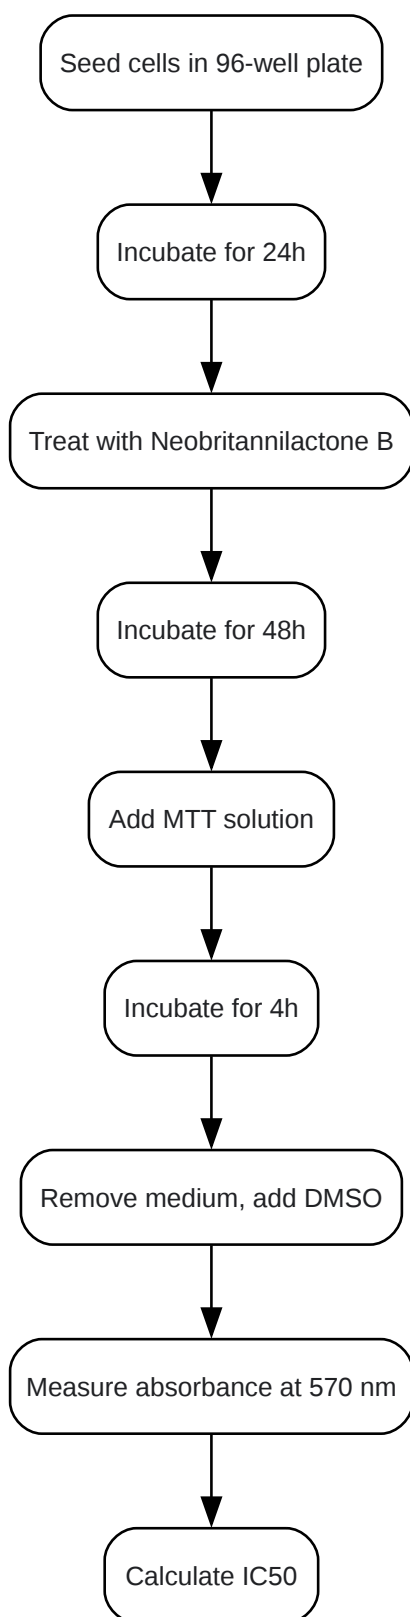 Seed cells in 96-well plate
Incubate for 24h
Treat with Neobritannilactone B
Incubate for 48h
Add MTT solution
Incubate for 4h
Remove medium, add DMSO
Measure absorbance at 570 nm
Calculate IC50